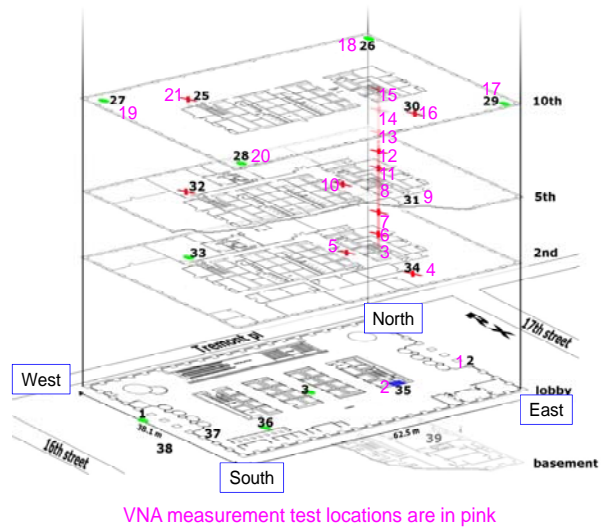 18 26
17
27 21 25 15 30 29 10th
19 14 16
13
28 20 12
11
32 10 8 31 9 5th
7
6
33 5 3 2nd
34 4
North
Tremont pl
RX
17th street
West
1 2
2 35 lobby
3
East
1
38.1 m
37 36 62.5 m 39
16th street
38
basement
South
VNA measurement test locations are in pink